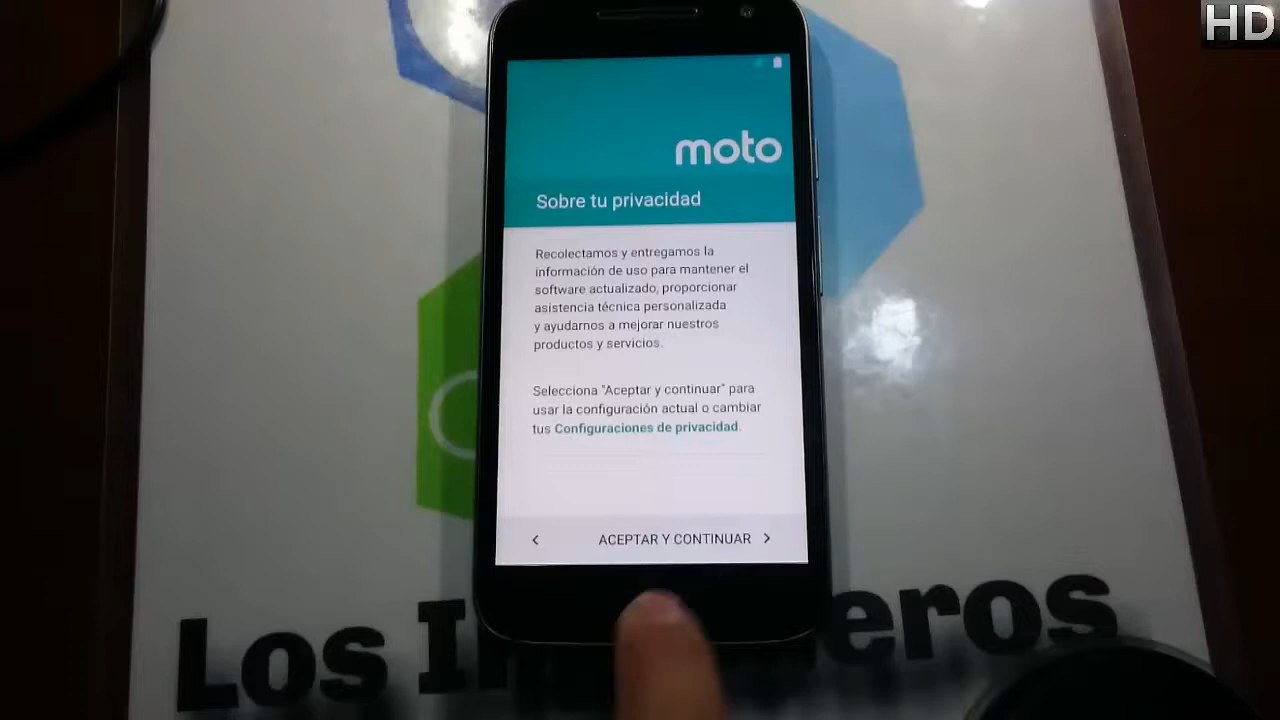 HD
moto
Sobre tu privacidad
Recolectamos y entregamos la
información de uso para mantener el
software actualizado, proporcionar
asistencia técnica personalizada
y ayudarnos a mejorar nuestros
productos y servicios.
Selecciona "Aceptar y continuar" para
usar la configuración actual o cambiar
tus Configuraciones de privacidad.
< ACEPTAR Y CONTINUAR >
Los